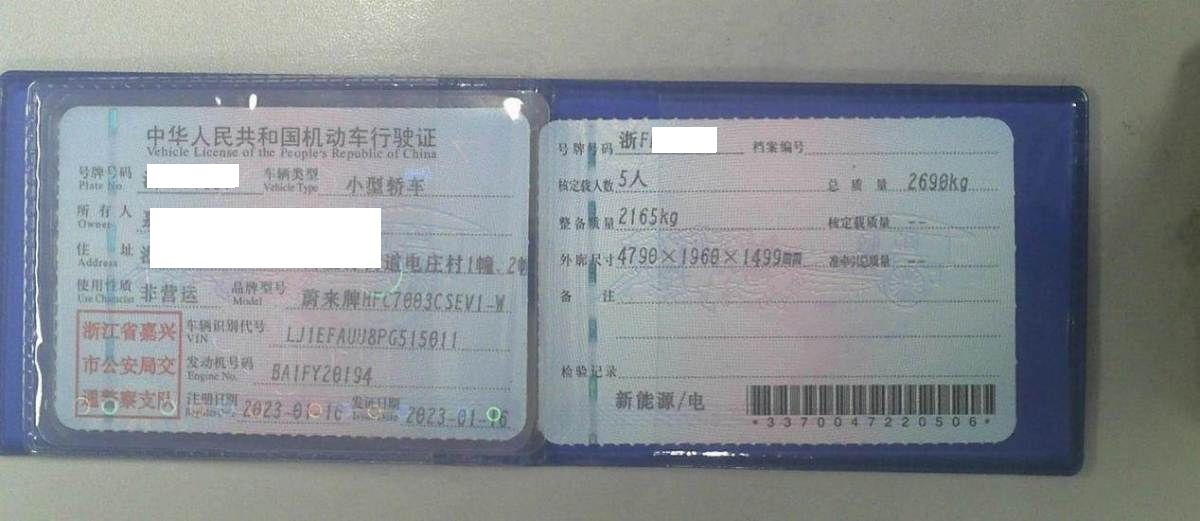 中华人民共和国机动车行驶证
Vehicle License of the People's Republic of China
号牌号码 车辆类型 小型轿车
Plate No. Vehicle Type
所有人
Owner
住址 道电庄村1幢、2
Address
使用性质 非营运 品牌型号 蔚来牌HFC7003CSEV1-W
Use Character Model
浙江省嘉兴
市公安局交
通警察支队
车辆识别代号 LJ1EFAUU8PG515011
VIN
发动机号码 BA1FY20194
Engine No.
注册日期 2023-01-16 发证日期 2023-01-16
号牌号码 浙F 档案编号
核定载人数 5人 总质量 2690kg
整备质量 2165kg 核定载质量 --
外廓尺寸 4790×1960×1499mm 准牵引总质量 --
备注
检验记录
新能源/电
*3370047220506*